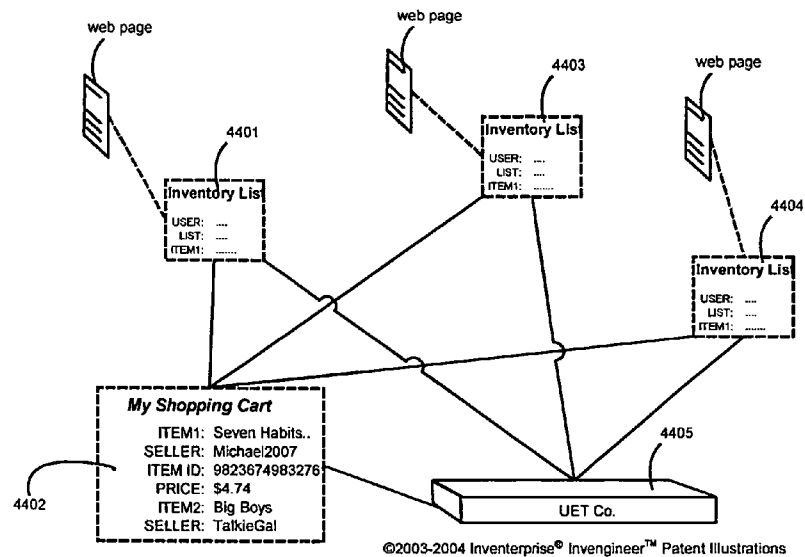 web page
web page
web page
4401
4403
4404
Inventory List
USER: ....
LIST: ....
ITEM1: .......
Inventory List
USER: ....
LIST: ....
ITEM1: .......
Inventory List
USER: ....
LIST: ....
ITEM1: .......
My Shopping Cart
ITEM1: Seven Habits..
SELLER: Michael2007
ITEM ID: 9823674983276
PRICE: $4.74
ITEM2: Big Boys
SELLER: TalkieGal
4402
4405
UET Co.
©2003-2004 Inventerprise® Invengineer™ Patent Illustrations